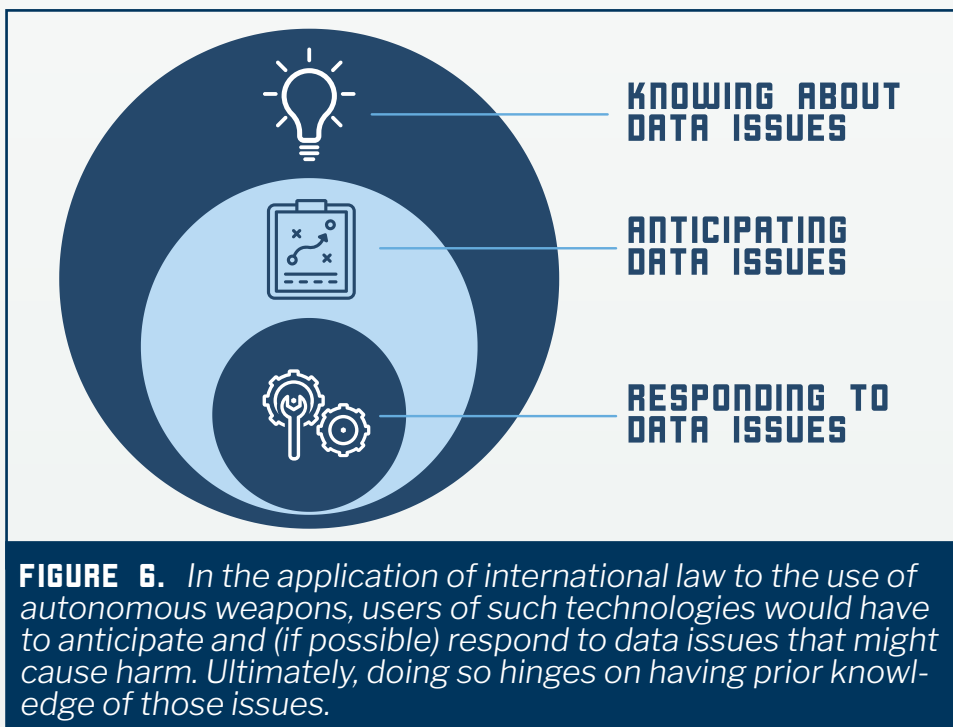 KNOWING ABOUT
DATA ISSUES
ANTICIPATING
DATA ISSUES
RESPONDING TO
DATA ISSUES
FIGURE 6. In the application of international law to the use of
autonomous weapons, users of such technologies would have
to anticipate and (if possible) respond to data issues that might
cause harm. Ultimately, doing so hinges on having prior knowl-
edge of those issues.